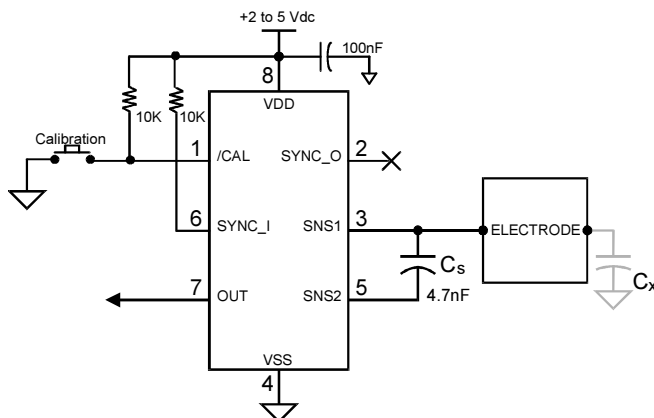 +2 to 5 Vdc
100nF
8
VDD
10K
10K
Calibration
1
/CAL
SYNC_O
2
6
SYNC_I
SNS1
3
ELECTRODE
Cs
4.7nF
Cx
7
OUT
SNS2
5
VSS
4